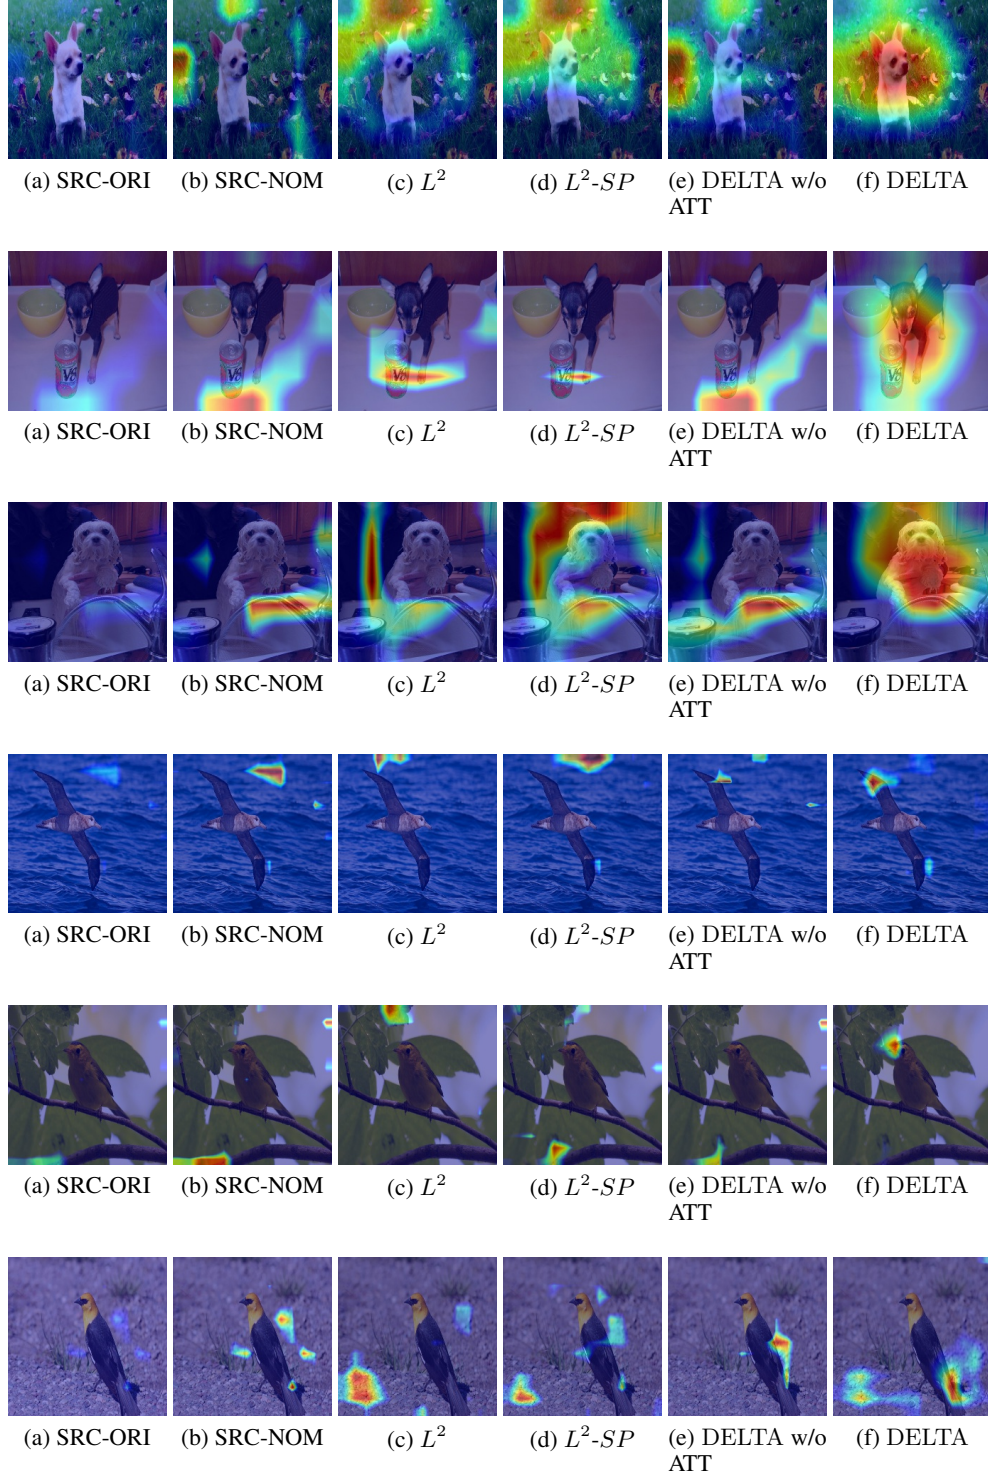 (a) SRC-ORI (b) SRC-NOM (c) L² (d) L²-SP (e) DELTA w/o ATT (f) DELTA
V8
(a) SRC-ORI (b) SRC-NOM (c) L² (d) L²-SP (e) DELTA w/o ATT (f) DELTA
(a) SRC-ORI (b) SRC-NOM (c) L² (d) L²-SP (e) DELTA w/o ATT (f) DELTA
(a) SRC-ORI (b) SRC-NOM (c) L² (d) L²-SP (e) DELTA w/o ATT (f) DELTA
(a) SRC-ORI (b) SRC-NOM (c) L² (d) L²-SP (e) DELTA w/o ATT (f) DELTA
(a) SRC-ORI (b) SRC-NOM (c) L² (d) L²-SP (e) DELTA w/o ATT (f) DELTA